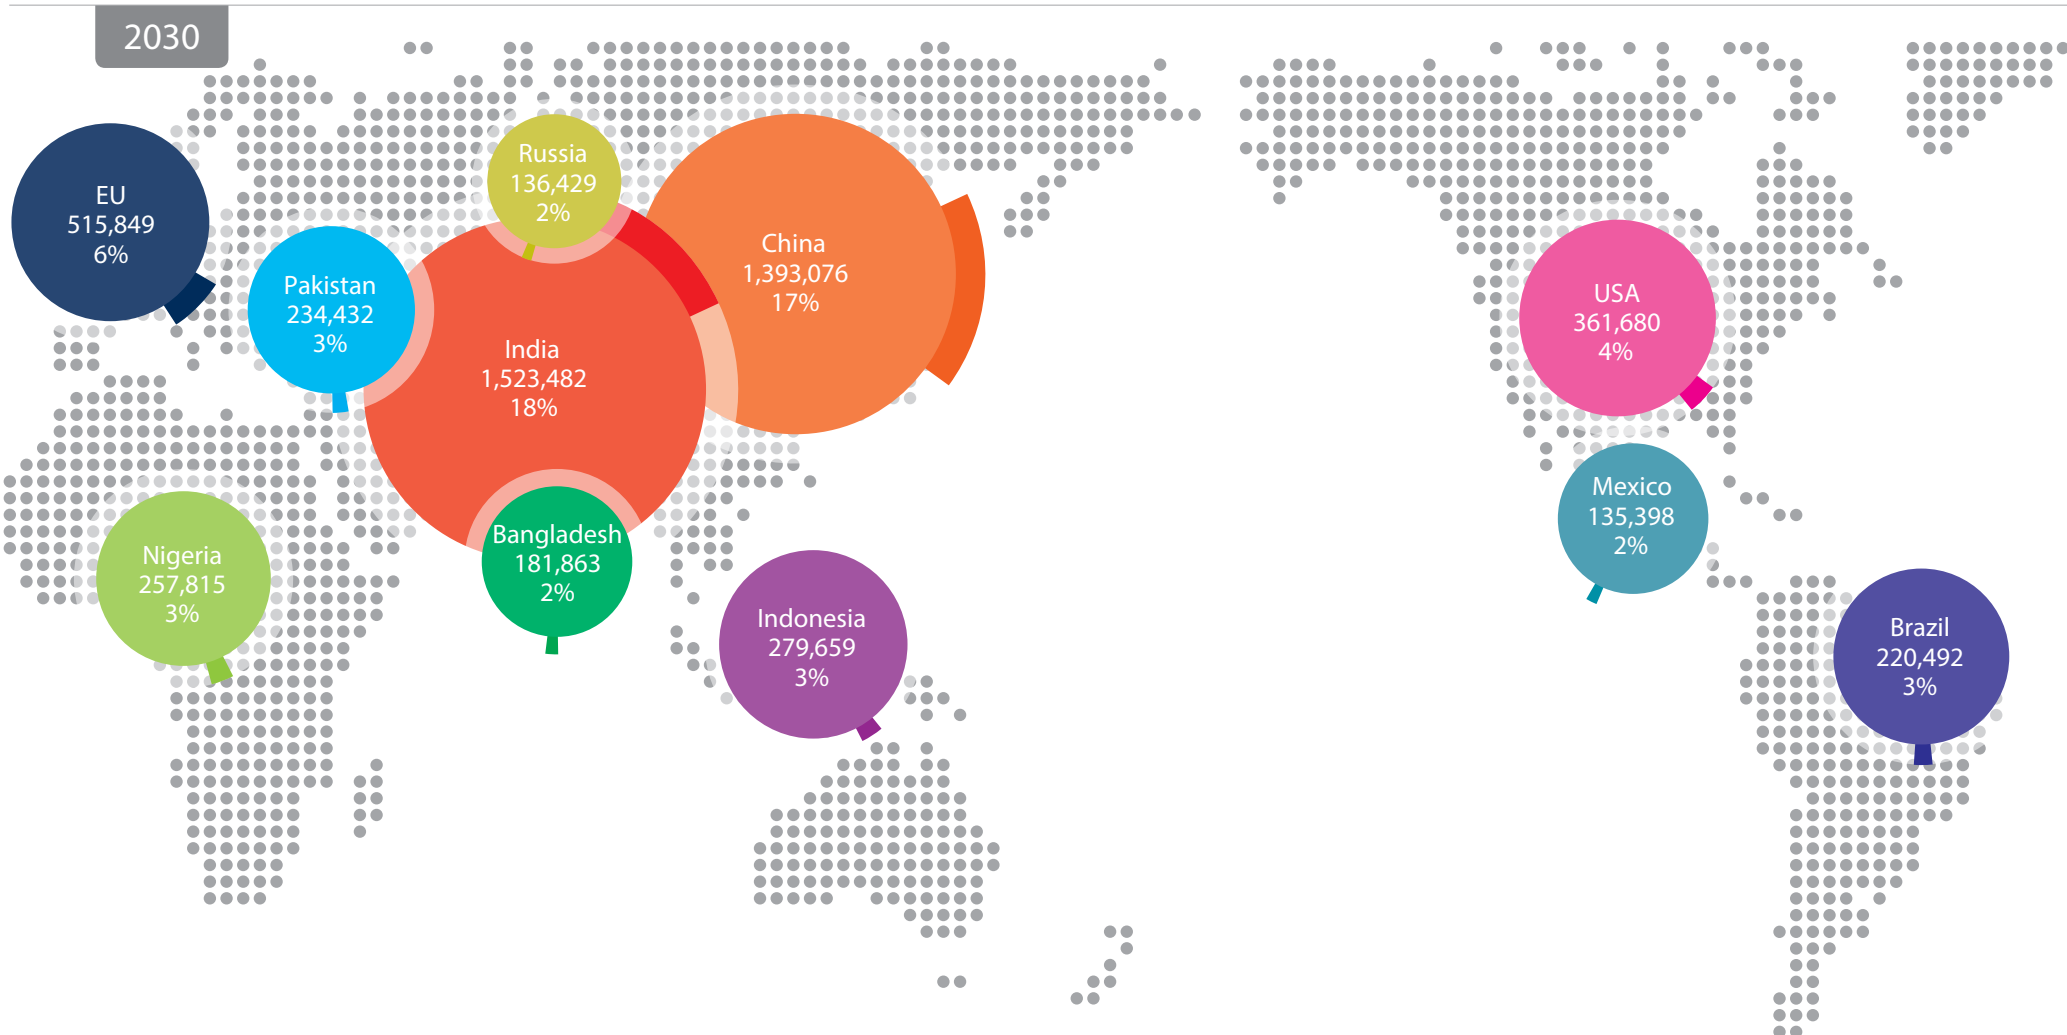 2030
EU
515,849
6%
Russia
136,429
2%
China
1,393,076
17%
Pakistan
234,432
3%
India
1,523,482
18%
USA
361,680
4%
Nigeria
257,815
3%
Bangladesh
181,863
2%
Indonesia
279,659
3%
Mexico
135,398
2%
Brazil
220,492
3%